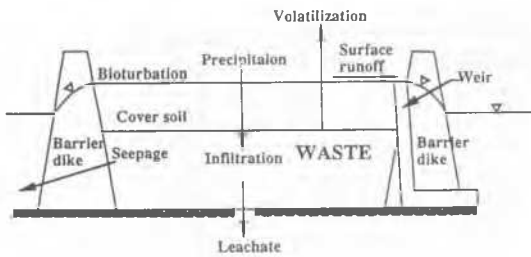 Volatilization
Precipitaion
Surface
runoff
Bioturbation
Weir
Cover soil
Barrier
dike
Seepage
Infiltration
WASTE
Barrier
dike
Leachate